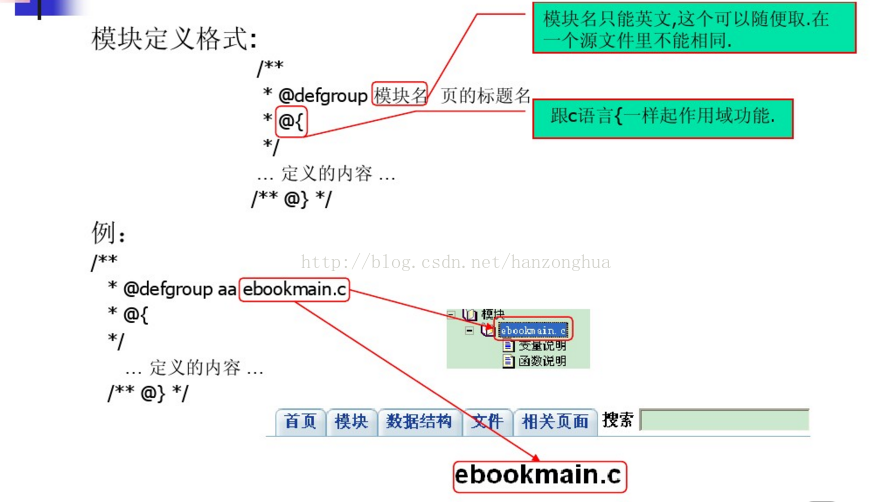 模块定义格式:
模块名只能英文,这个可以随便取.在
一个源文件里不能相同.
/**
* @defgroup 模块名 页的标题名
* @{
跟c语言{一样起作用域功能.
*/
... 定义的内容 ...
/** @} */
例:
http://blog.csdn.net/hanzonghua
/**
* @defgroup aa ebookmain.c
* @{
*/
... 定义的内容 ...
/** @} */
模块
ebookmain.c
变量说明
函数说明
首页 模块 数据结构 文件 相关页面 搜索
ebookmain.c